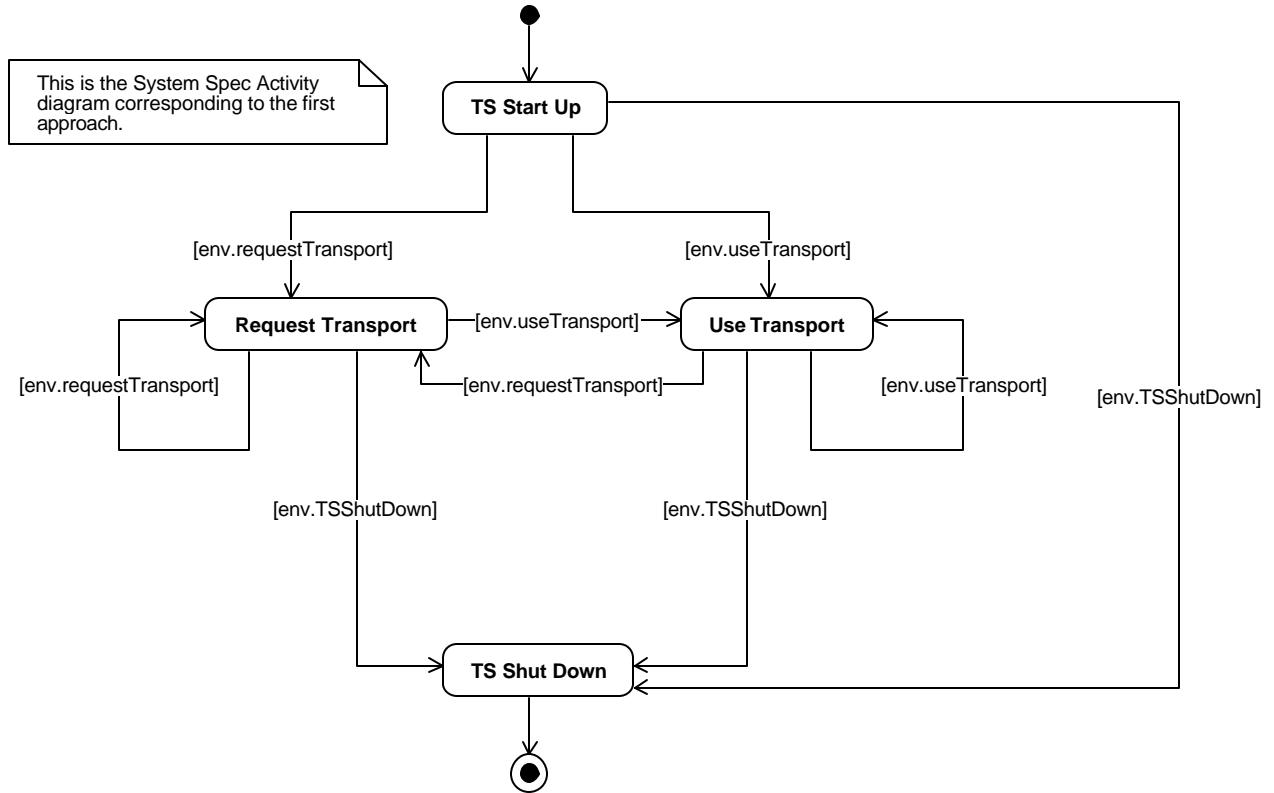 This is the System Spec Activity
diagram corresponding to the first
approach.
TS Start Up
[env.requestTransport]
[env.useTransport]
Request Transport
[env.useTransport]
Use Transport
[env.requestTransport]
[env.requestTransport]
[env.useTransport]
[env.TSShutDown]
[env.TSShutDown]
[env.TSShutDown]
TS Shut Down